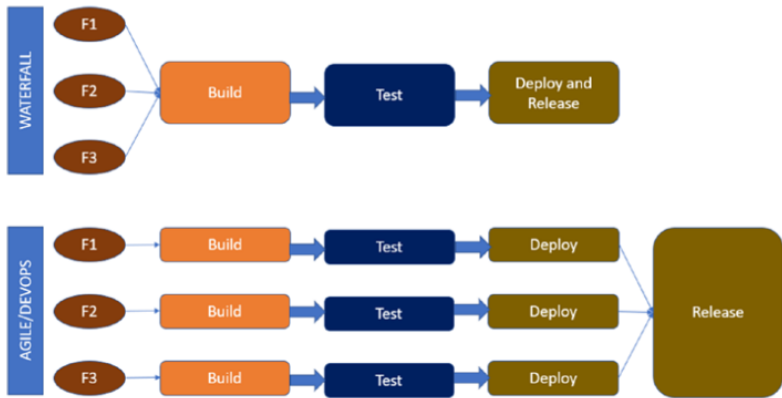 WATERFALL
F1
F2
F3
Build
Test
Deploy and
Release
AGILE/DEVOPS
F1
Build
Test
Deploy
F2
Build
Test
Deploy
F3
Build
Test
Deploy
Release